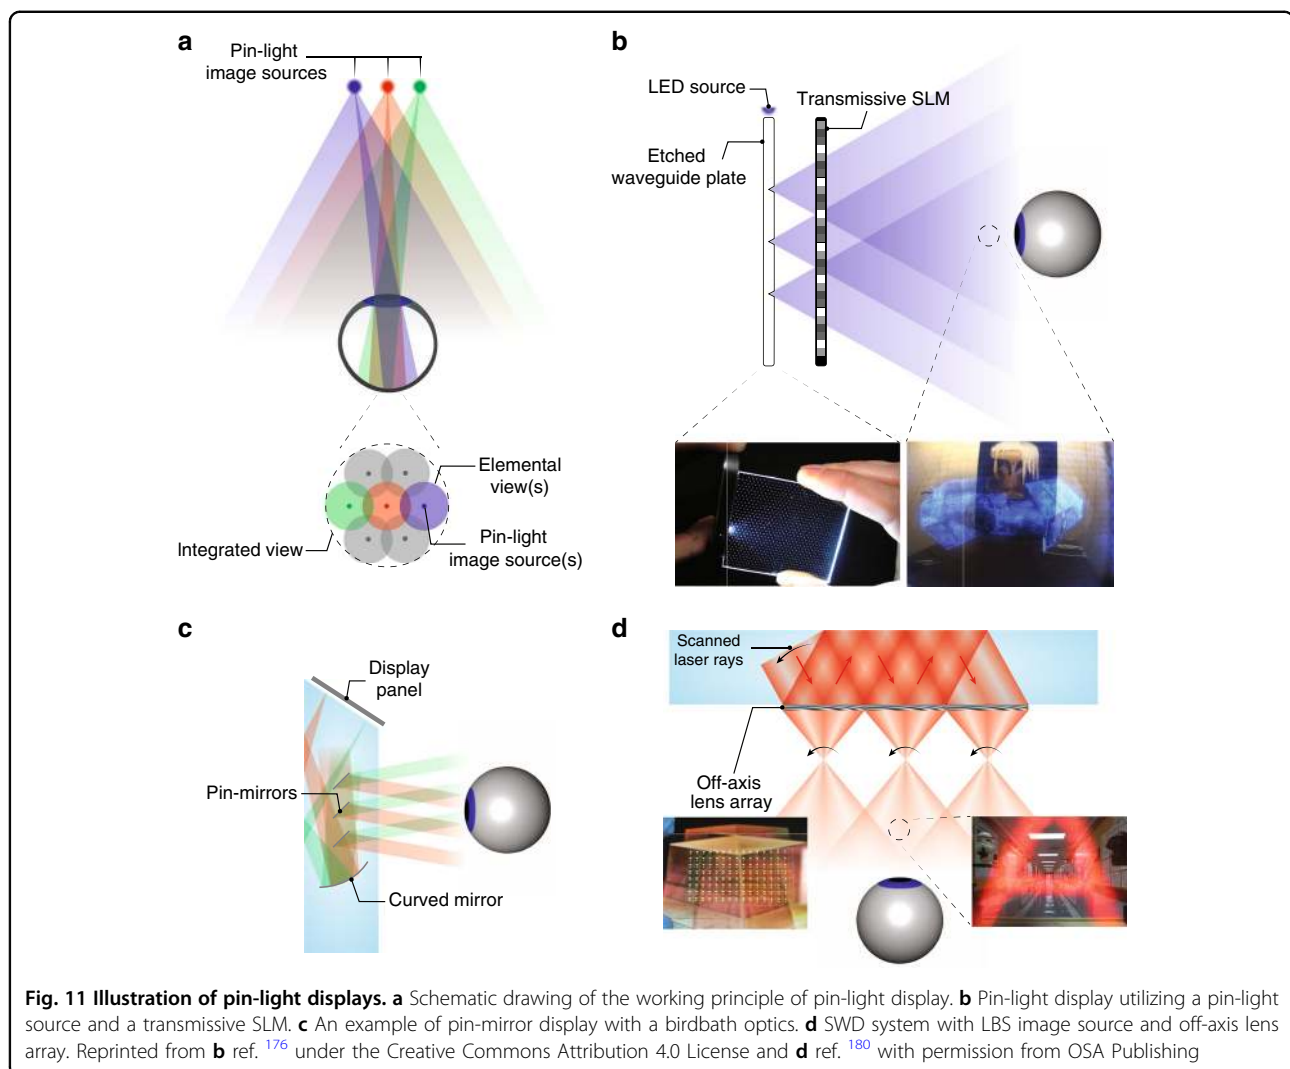 a
Pin-light
image sources
Elemental
view(s)
Integrated view
Pin-light
image source(s)
b
LED source
Transmissive SLM
Etched
waveguide plate
c
Display
panel
Pin-mirrors
Curved mirror
d
Scanned
laser rays
Off-axis
lens array
Fig. 11 Illustration of pin-light displays. a Schematic drawing of the working principle of pin-light display. b Pin-light display utilizing a pin-light
source and a transmissive SLM. c An example of pin-mirror display with a birdbath optics. d SWD system with LBS image source and off-axis lens
array. Reprinted from b ref. 176 under the Creative Commons Attribution 4.0 License and d ref. 180 with permission from OSA Publishing